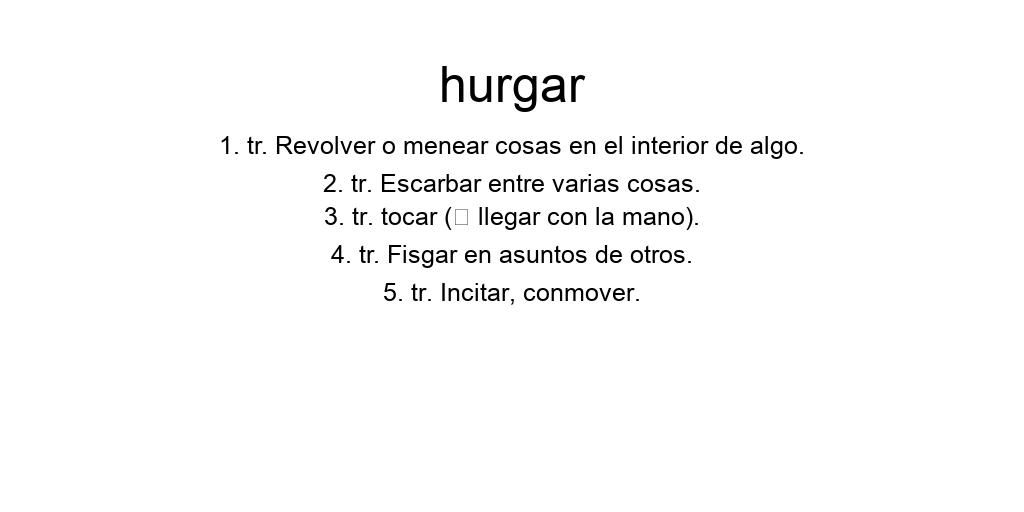 hurgar
1. tr. Revolver o menear cosas en el interior de algo.
2. tr. Escarbar entre varias cosas.
3. tr. tocar (□ llegar con la mano).
4. tr. Fisgar en asuntos de otros.
5. tr. Incitar, conmover.